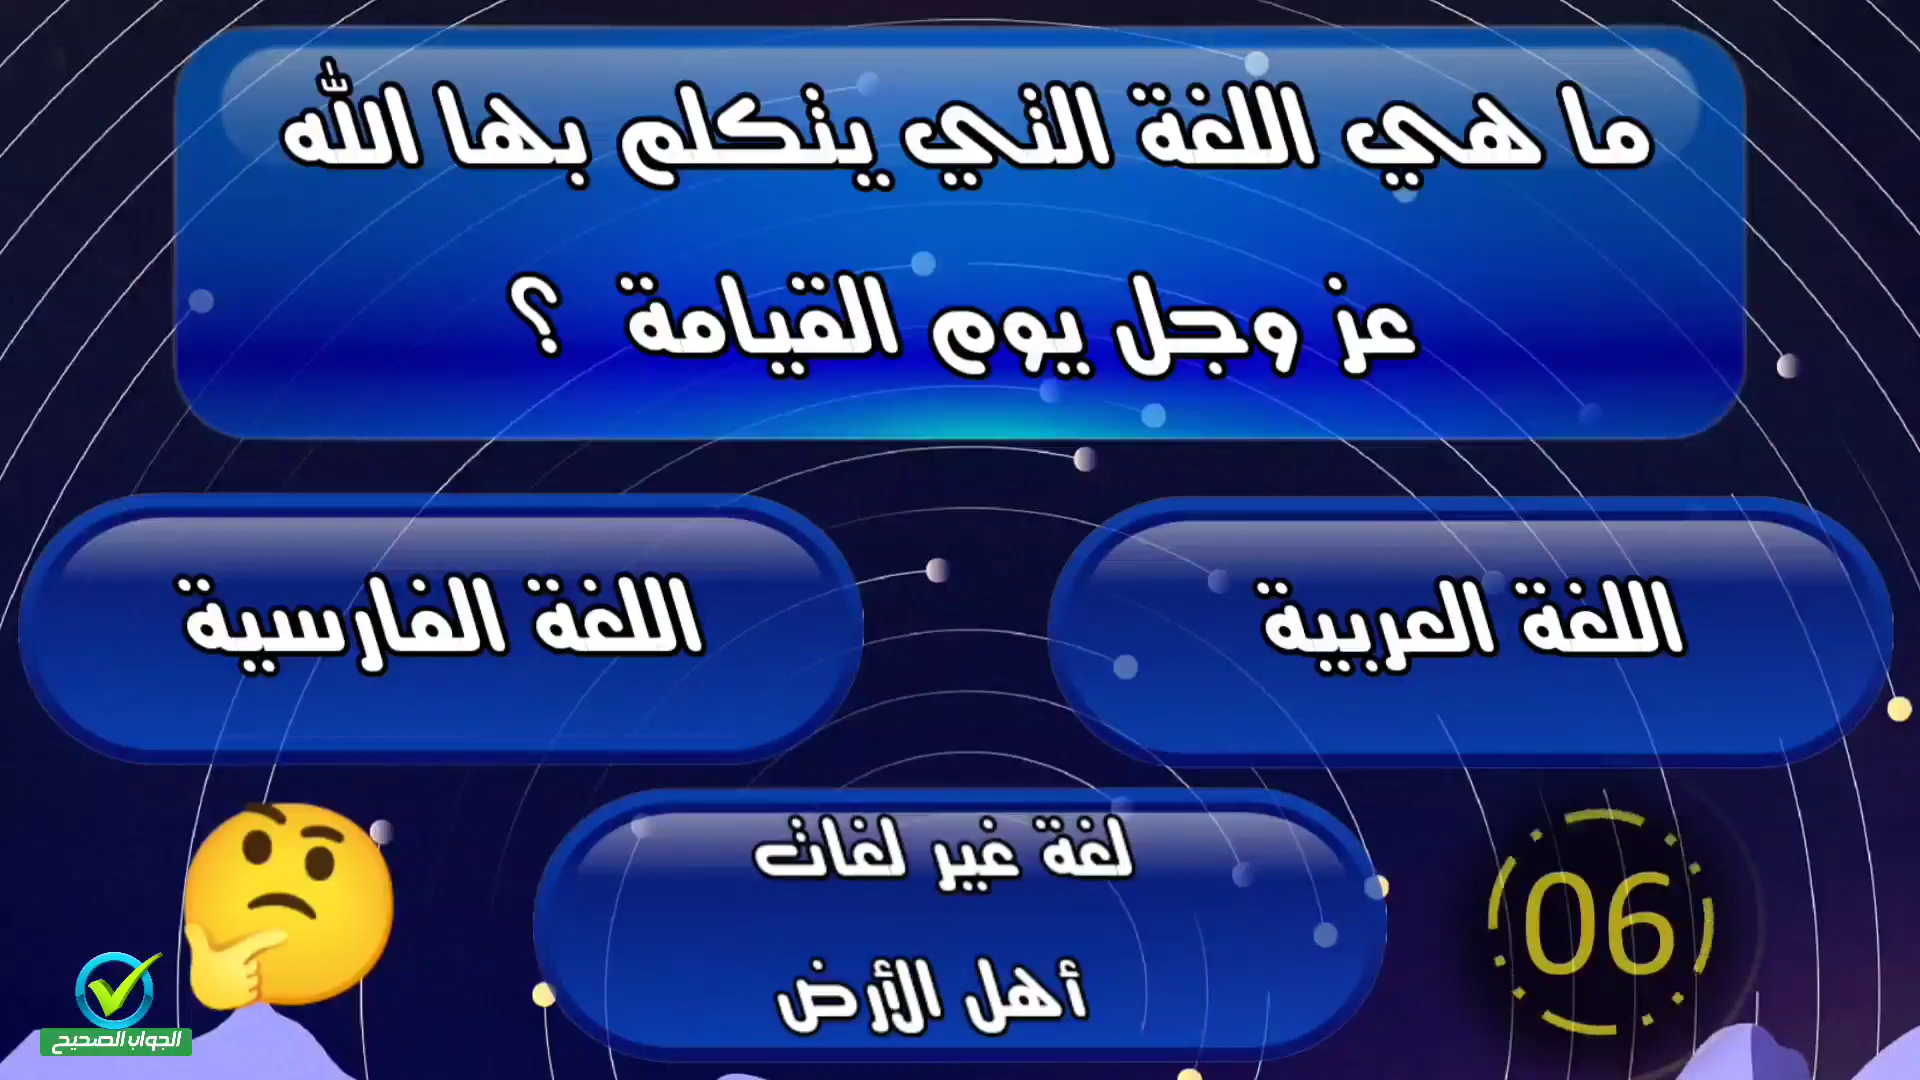 ما هي اللغة التي يتكلم بها الله
عز وجل يوم القيامة ؟
اللغة العربية
اللغة الفارسية
لغة غير لغات
أهل الأرض
06
الجواب الصحيح